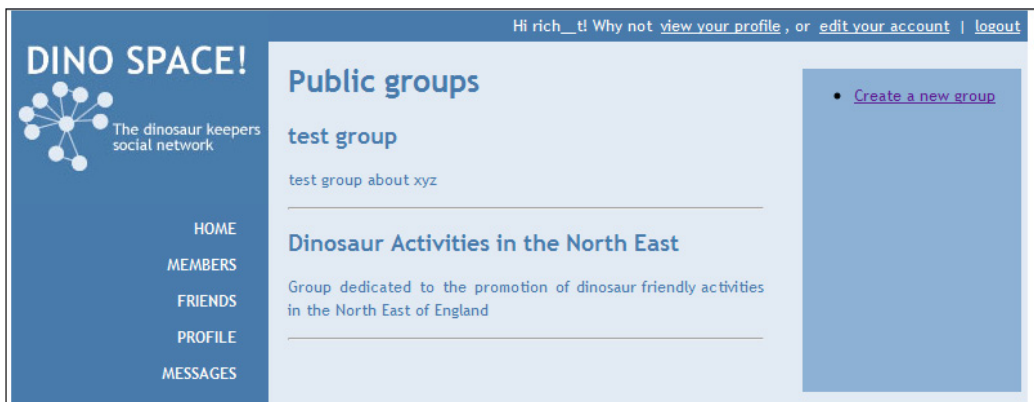 Hi rich__t! Why not view your profile , or edit your account | logout
DINO SPACE!
The dinosaur keepers
social network
HOME
MEMBERS
FRIENDS
PROFILE
MESSAGES
Public groups
test group
test group about xyz
Dinosaur Activities in the North East
Group dedicated to the promotion of dinosaur friendly activities
in the North East of England
Create a new group